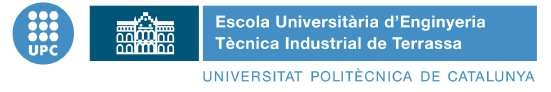 UPC
Escola Universitària d'Enginyeria
Tècnica Industrial de Terrassa
UNIVERSITAT POLITÈCNICA DE CATALUNYA